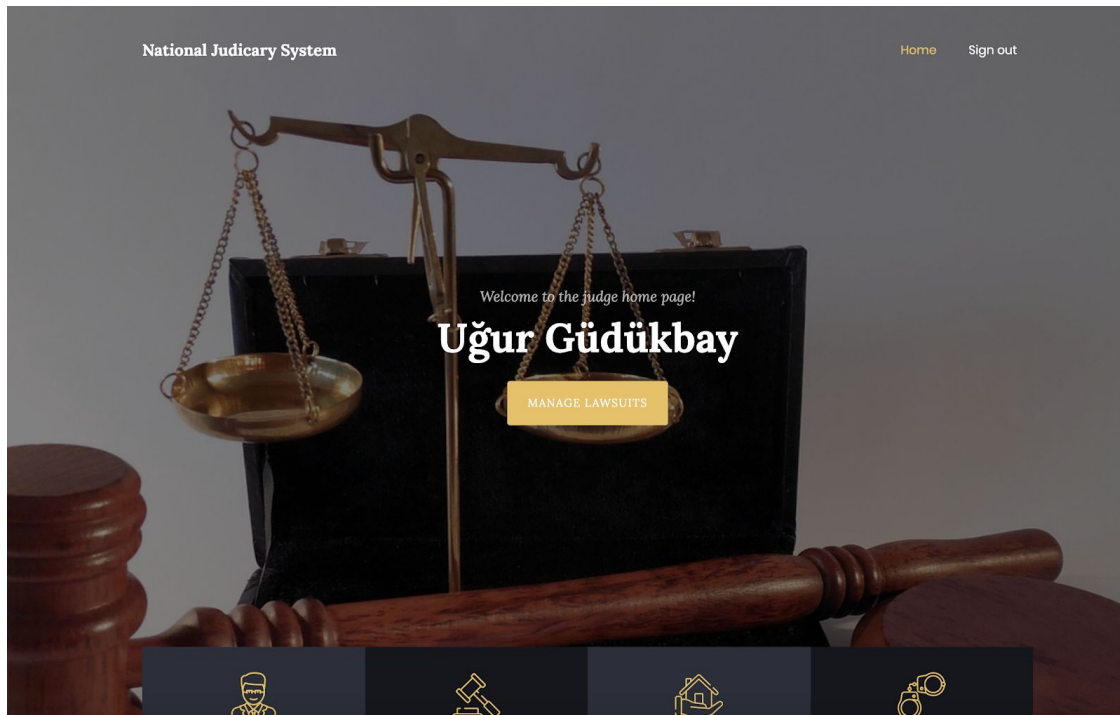 National Judicary System
Home
Sign out
Welcome to the judge home page!
Uğur Güdükbay
MANAGE LAWSUITS